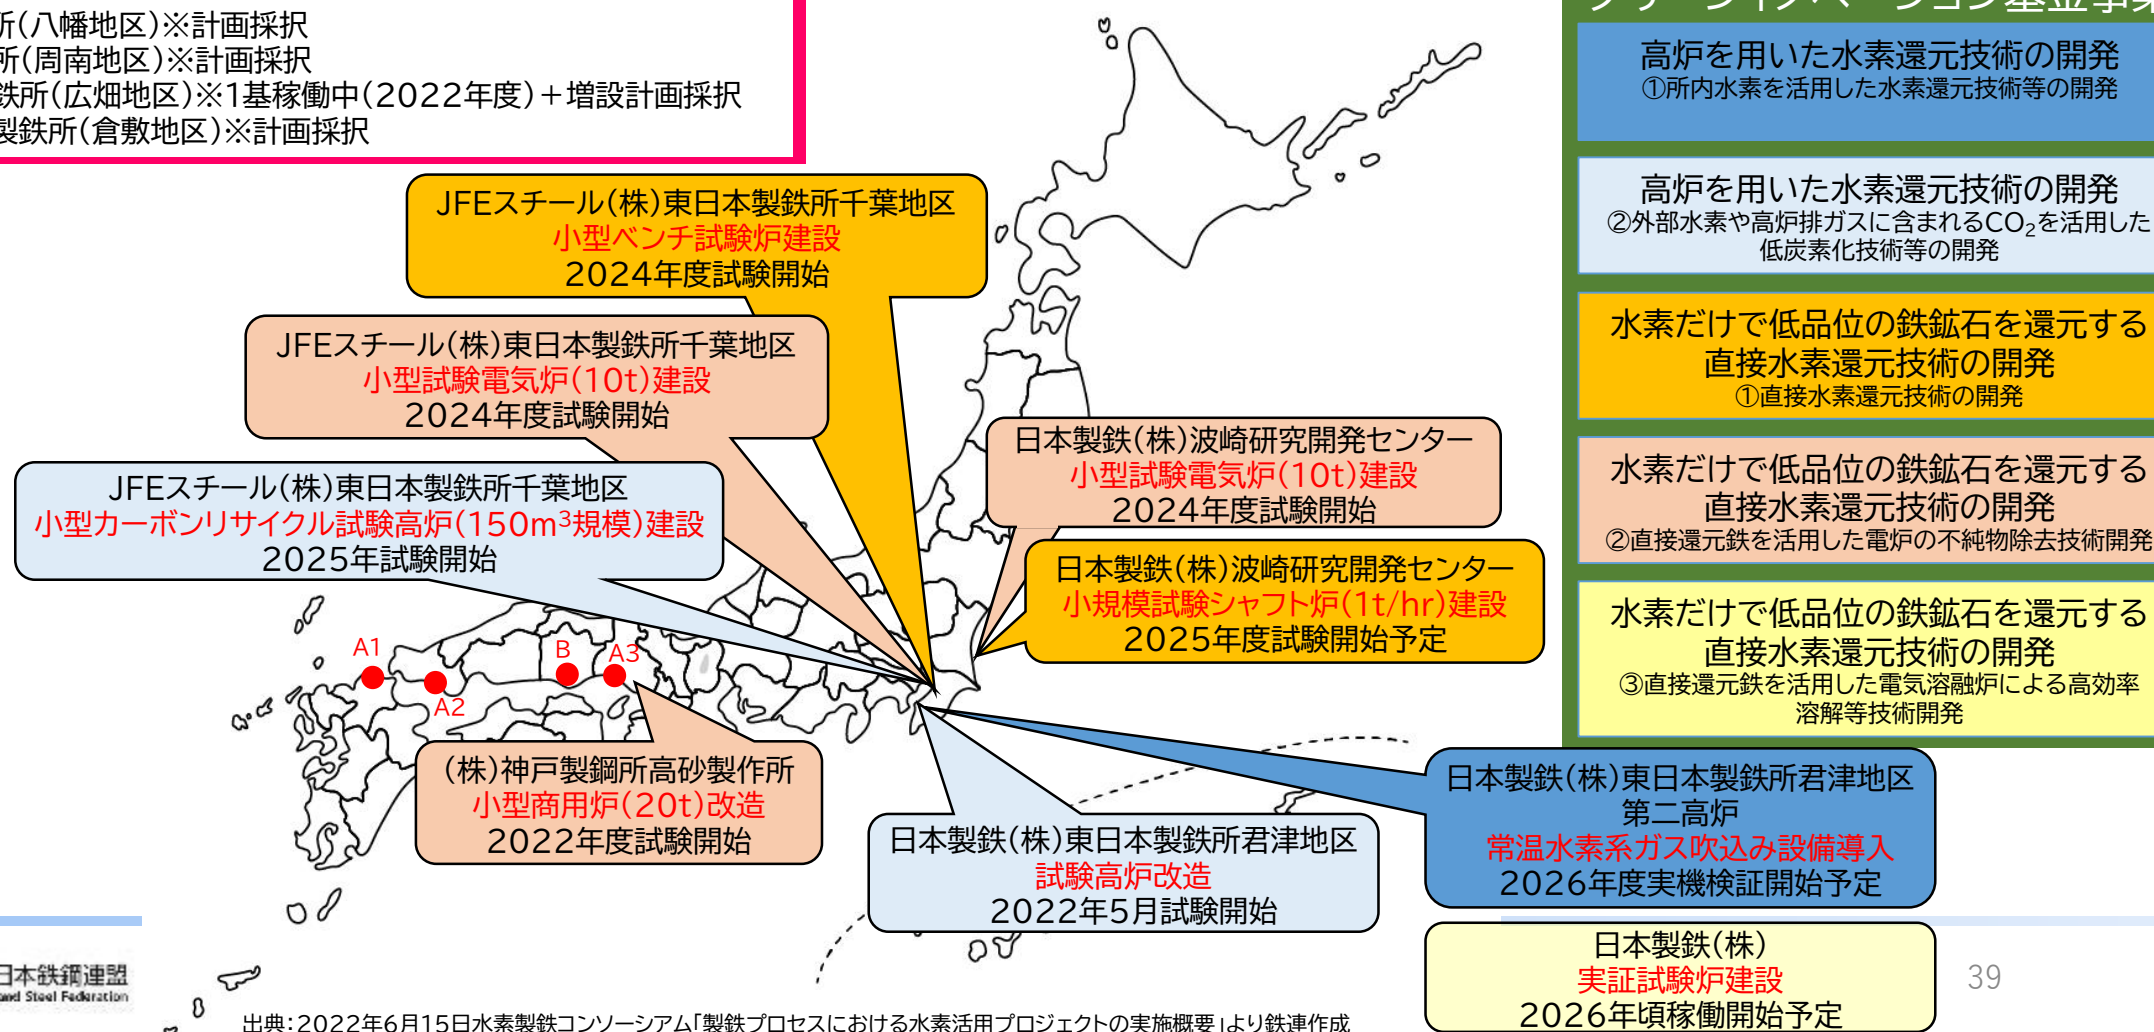 所(八幡地区)※計画採択
所(周南地区)※計画採択
鉄所(広畑地区)※1基稼働中(2022年度)＋増設計画採択
製鉄所(倉敷地区)※計画採択
グリーンイノベーション基金事業
高炉を用いた水素還元技術の開発
①所内水素を活用した水素還元技術等の開発
高炉を用いた水素還元技術の開発
②外部水素や高炉排ガスに含まれるCO₂を活用した
低炭素化技術等の開発
水素だけで低品位の鉄鉱石を還元する
直接水素還元技術の開発
①直接水素還元技術の開発
水素だけで低品位の鉄鉱石を還元する
直接水素還元技術の開発
②直接還元鉄を活用した電炉の不純物除去技術開発
水素だけで低品位の鉄鉱石を還元する
直接水素還元技術の開発
③直接還元鉄を活用した電気溶融炉による高効率
溶解等技術開発
JFEスチール(株)東日本製鉄所千葉地区
小型ベンチ試験炉建設
2024年度試験開始
JFEスチール(株)東日本製鉄所千葉地区
小型試験電気炉(10t)建設
2024年度試験開始
JFEスチール(株)東日本製鉄所千葉地区
小型カーボンリサイクル試験高炉(150m³規模)建設
2025年試験開始
日本製鉄(株)波崎研究開発センター
小型試験電気炉(10t)建設
2024年度試験開始
日本製鉄(株)波崎研究開発センター
小規模試験シャフト炉(1t/hr)建設
2025年度試験開始予定
A1
A2
B
A3
(株)神戸製鋼所高砂製作所
小型商用炉(20t)改造
2022年度試験開始
日本製鉄(株)東日本製鉄所君津地区
試験高炉改造
2022年5月試験開始
日本製鉄(株)東日本製鉄所君津地区
第二高炉
常温水素系ガス吹込み設備導入
2026年度実機検証開始予定
日本製鉄(株)
実証試験炉建設
2026年頃稼働開始予定
日本鉄鋼連盟
and Steel Federation
39
出典：2022年6月15日水素製鉄コンソーシアム「製鉄プロセスにおける水素活用プロジェクトの実施概要」より鉄連作成